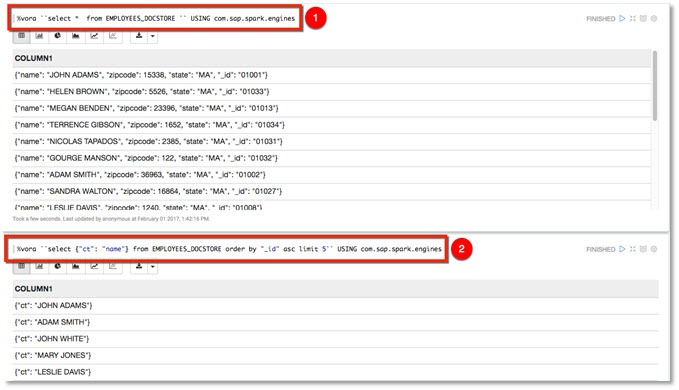 %vora ``select *  from EMPLOYEES_DOCSTORE `` USING com.sap.spark.engines
1
FINISHED
COLUMN1
{"name": "JOHN ADAMS", "zipcode": 15338, "state": "MA", "_id": "01001"}
{"name": "HELEN BROWN", "zipcode": 5526, "state": "MA", "_id": "01033"}
{"name": "MEGAN BENDEN", "zipcode": 23396, "state": "MA", "_id": "01013"}
{"name": "TERRENCE GIBSON", "zipcode": 1652, "state": "MA", "_id": "01034"}
{"name": "NICOLAS TAPADOS", "zipcode": 2385, "state": "MA", "_id": "01031"}
{"name": "GOURGE MANSON", "zipcode": 122, "state": "MA", "_id": "01032"}
{"name": "ADAM SMITH", "zipcode": 36963, "state": "MA", "_id": "01002"}
{"name": "SANDRA WALTON", "zipcode": 16864, "state": "MA", "_id": "01027"}
{"name": "LESLIE DAVIS", "zipcode": 1240, "state": "MA", "_id": "01008"}
Took a few seconds. Last updated by anonymous at February 01 2017, 1:42:16 PM.
%vora ``select {"ct": "name"} from EMPLOYEES_DOCSTORE order by "_id" asc limit 5`` USING com.sap.spark.engines
2
FINISHED
COLUMN1
{"ct": "JOHN ADAMS"}
{"ct": "ADAM SMITH"}
{"ct": "JOHN WHITE"}
{"ct": "MARY JONES"}
{"ct": "LESLIE DAVIS"}